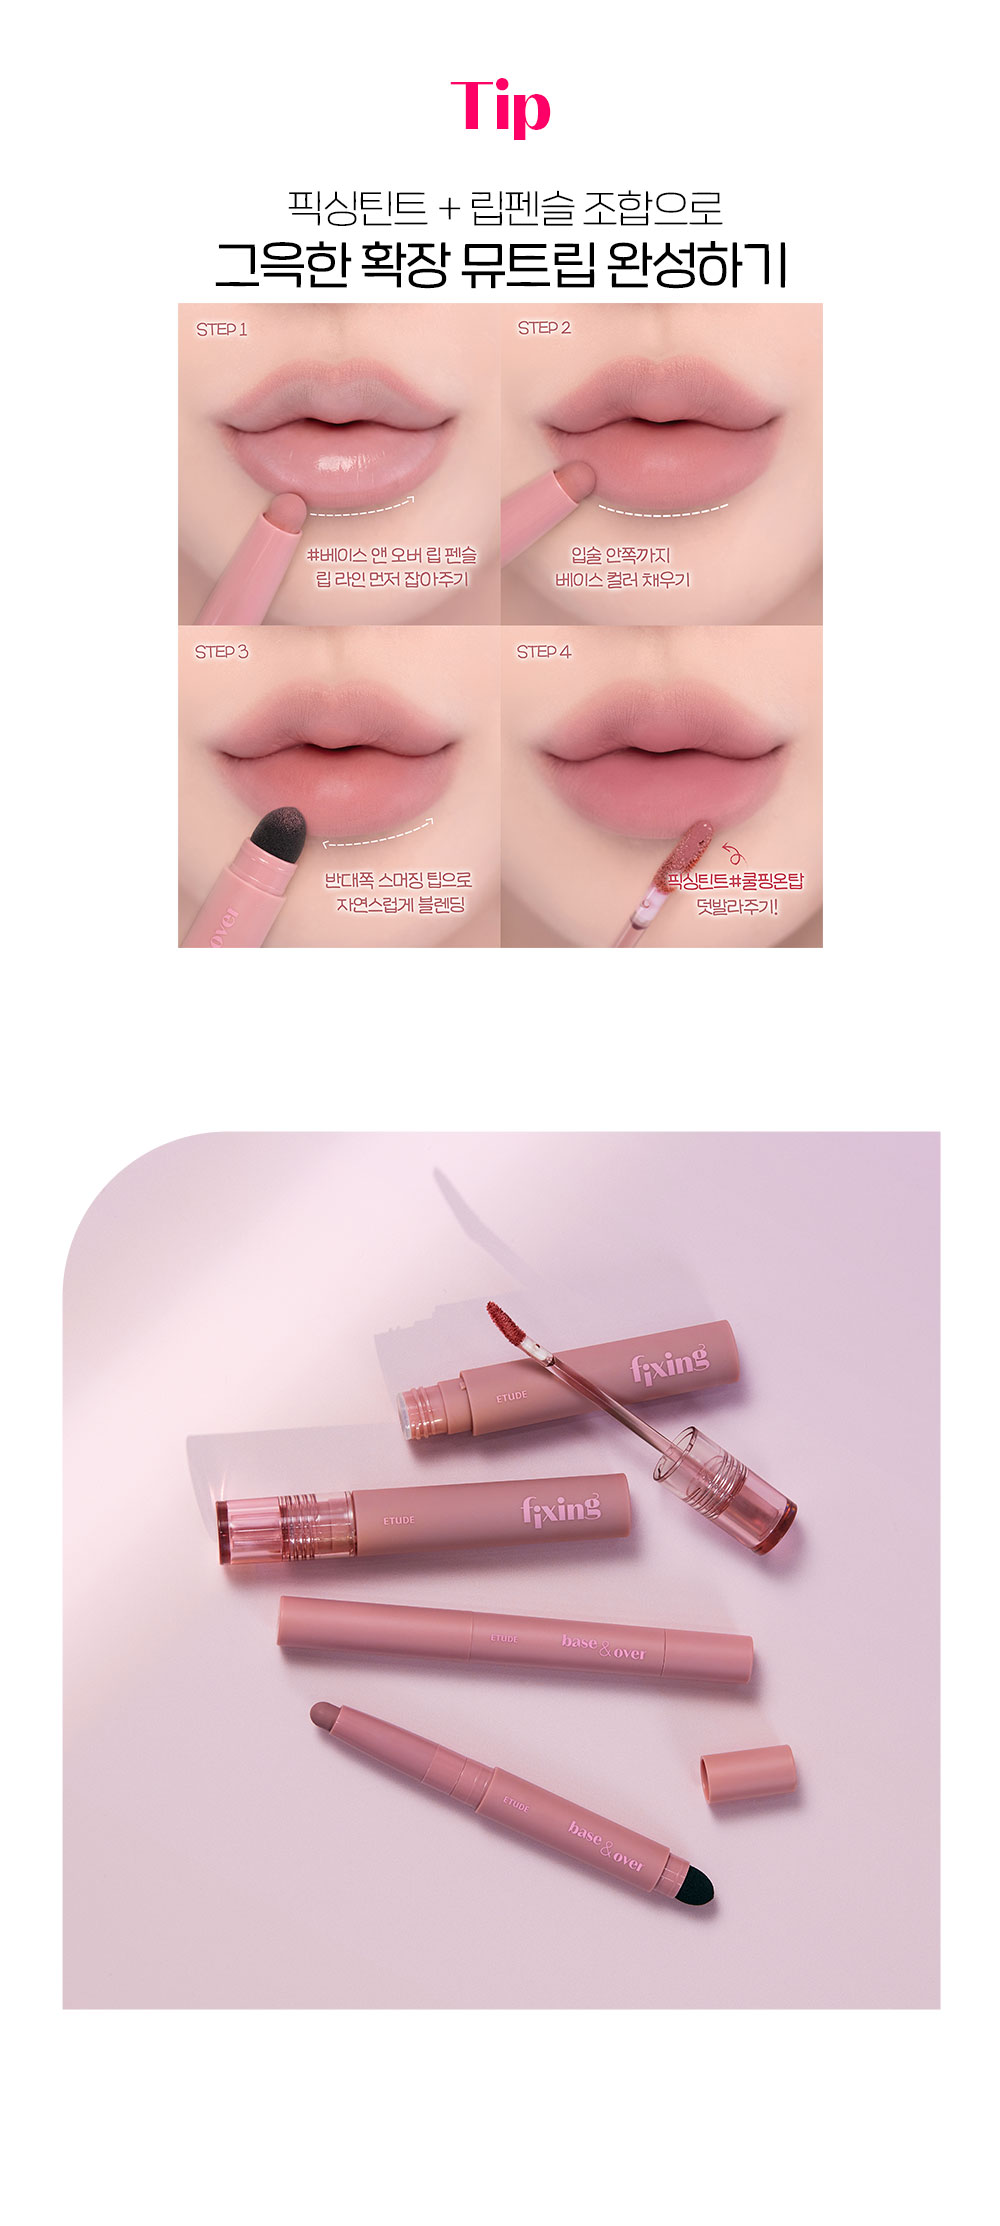 Tip
픽싱틴트 + 립펜슬 조합으로
그윽한 확장 뮤트립 완성하기
STEP 1
#베이스 앤 오버 립 펜슬
립 라인 먼저 잡아주기
STEP 2
입술 안쪽까지
베이스 컬러 채우기
STEP 3
반대쪽 스머징 팁으로
자연스럽게 블렌딩
over
STEP 4
픽싱틴트#쿨핑온탑
덧발라주기!
ETUDE fixing
ETUDE fixing
ETUDE base & over
ETUDE base & over